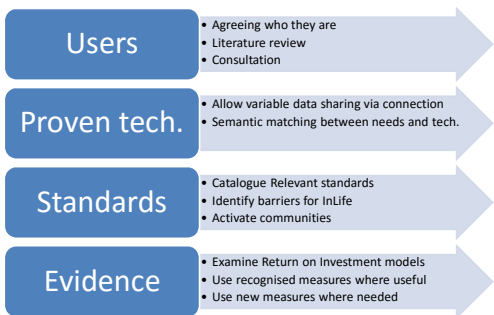 Users
• Agreeing who they are
• Literature review
• Consultation
Proven tech.
• Allow variable data sharing via connection
• Semantic matching between needs and tech.
Standards
• Catalogue Relevant standards
• Identify barriers for InLife
• Activate communities
Evidence
• Examine Return on Investment models
• Use recognised measures where useful
• Use new measures where needed